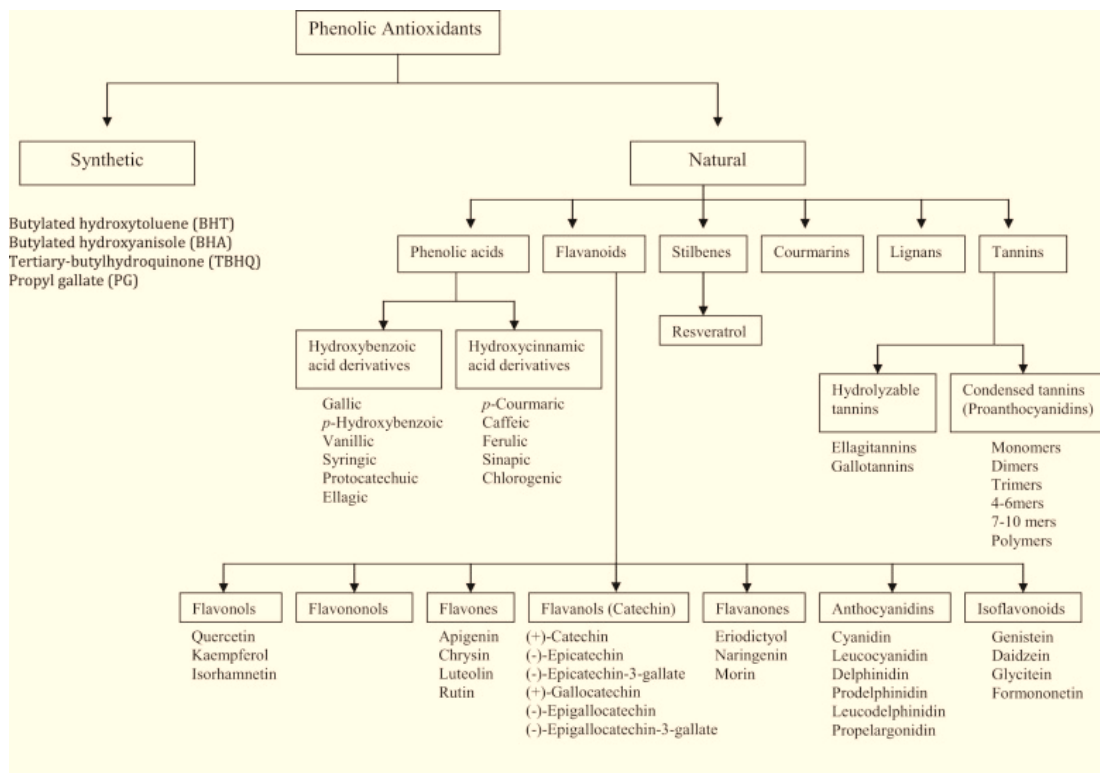 Phenolic Antioxidants
Synthetic
Natural
Butylated hydroxytoluene (BHT)
Butylated hydroxyanisole (BHA)
Tertiary-butylhydroquinone (TBHQ)
Propyl gallate (PG)
Phenolic acids
Flavanoids
Stilbenes
Courmarins
Lignans
Tannins
Resveratrol
Hydroxybenzoic
acid derivatives
Gallic
p-Hydroxybenzoic
Vanillic
Syringic
Protocatechuic
Ellagic
Hydroxycinnamic
acid derivatives
p-Courmaric
Caffeic
Ferulic
Sinapic
Chlorogenic
Hydrolyzable
tannins
Ellagitannins
Gallotannins
Condensed tannins
(Proanthocyanidins)
Monomers
Dimers
Trimers
4-6mers
7-10 mers
Polymers
Flavonols
Quercetin
Kaempferol
Isorhamnetin
Flavononols
Flavones
Apigenin
Chrysin
Luteolin
Rutin
Flavanols (Catechin)
(+)-Catechin
(-)-Epicatechin
(-)-Epicatechin-3-gallate
(+)-Gallocatechin
(-)-Epigallocatechin
(-)-Epigallocatechin-3-gallate
Flavanones
Eriodictyol
Naringenin
Morin
Anthocyanidins
Cyanidin
Leucocyanidin
Delphinidin
Prodelphinidin
Leucodelphinidin
Propelargonidin
Isoflavonoids
Genistein
Daidzein
Glycitein
Formononetin